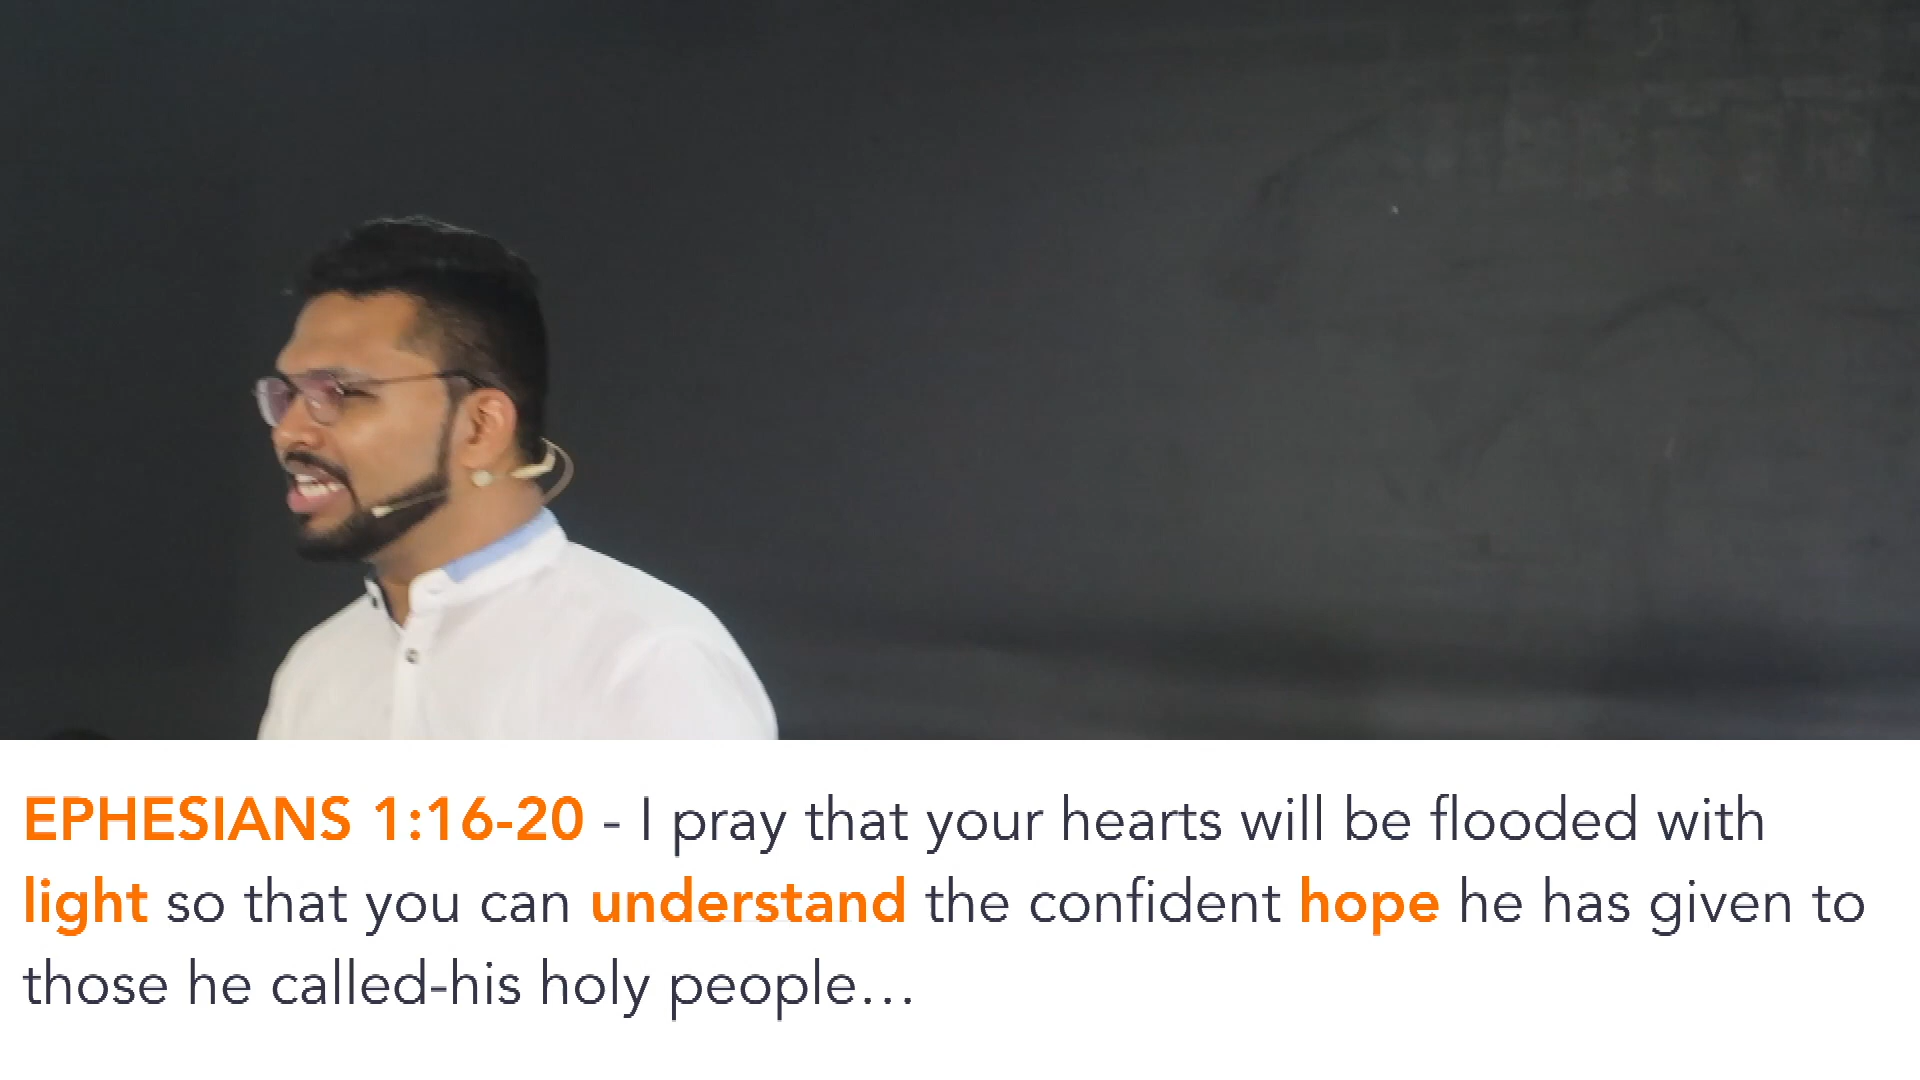 EPHESIANS 1:16-20 - I pray that your hearts will be flooded with
light so that you can understand the confident hope he has given to
those he called-his holy people…